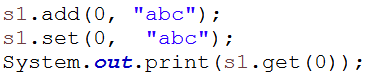 s1.add(0, "abc");
s1.set(0,  "abc");
System.out.print(s1.get(0));